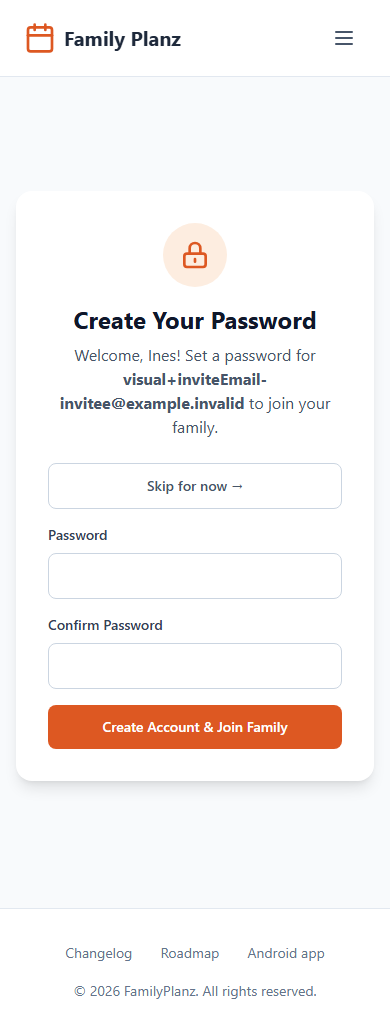 Family Planz
Create Your Password
Welcome, Ines! Set a password for
visual+inviteEmail-
invitee@example.invalid to join your
family.
Skip for now →
Password
Confirm Password
Create Account & Join Family
Changelog Roadmap Android app
© 2026 FamilyPlanz. All rights reserved.